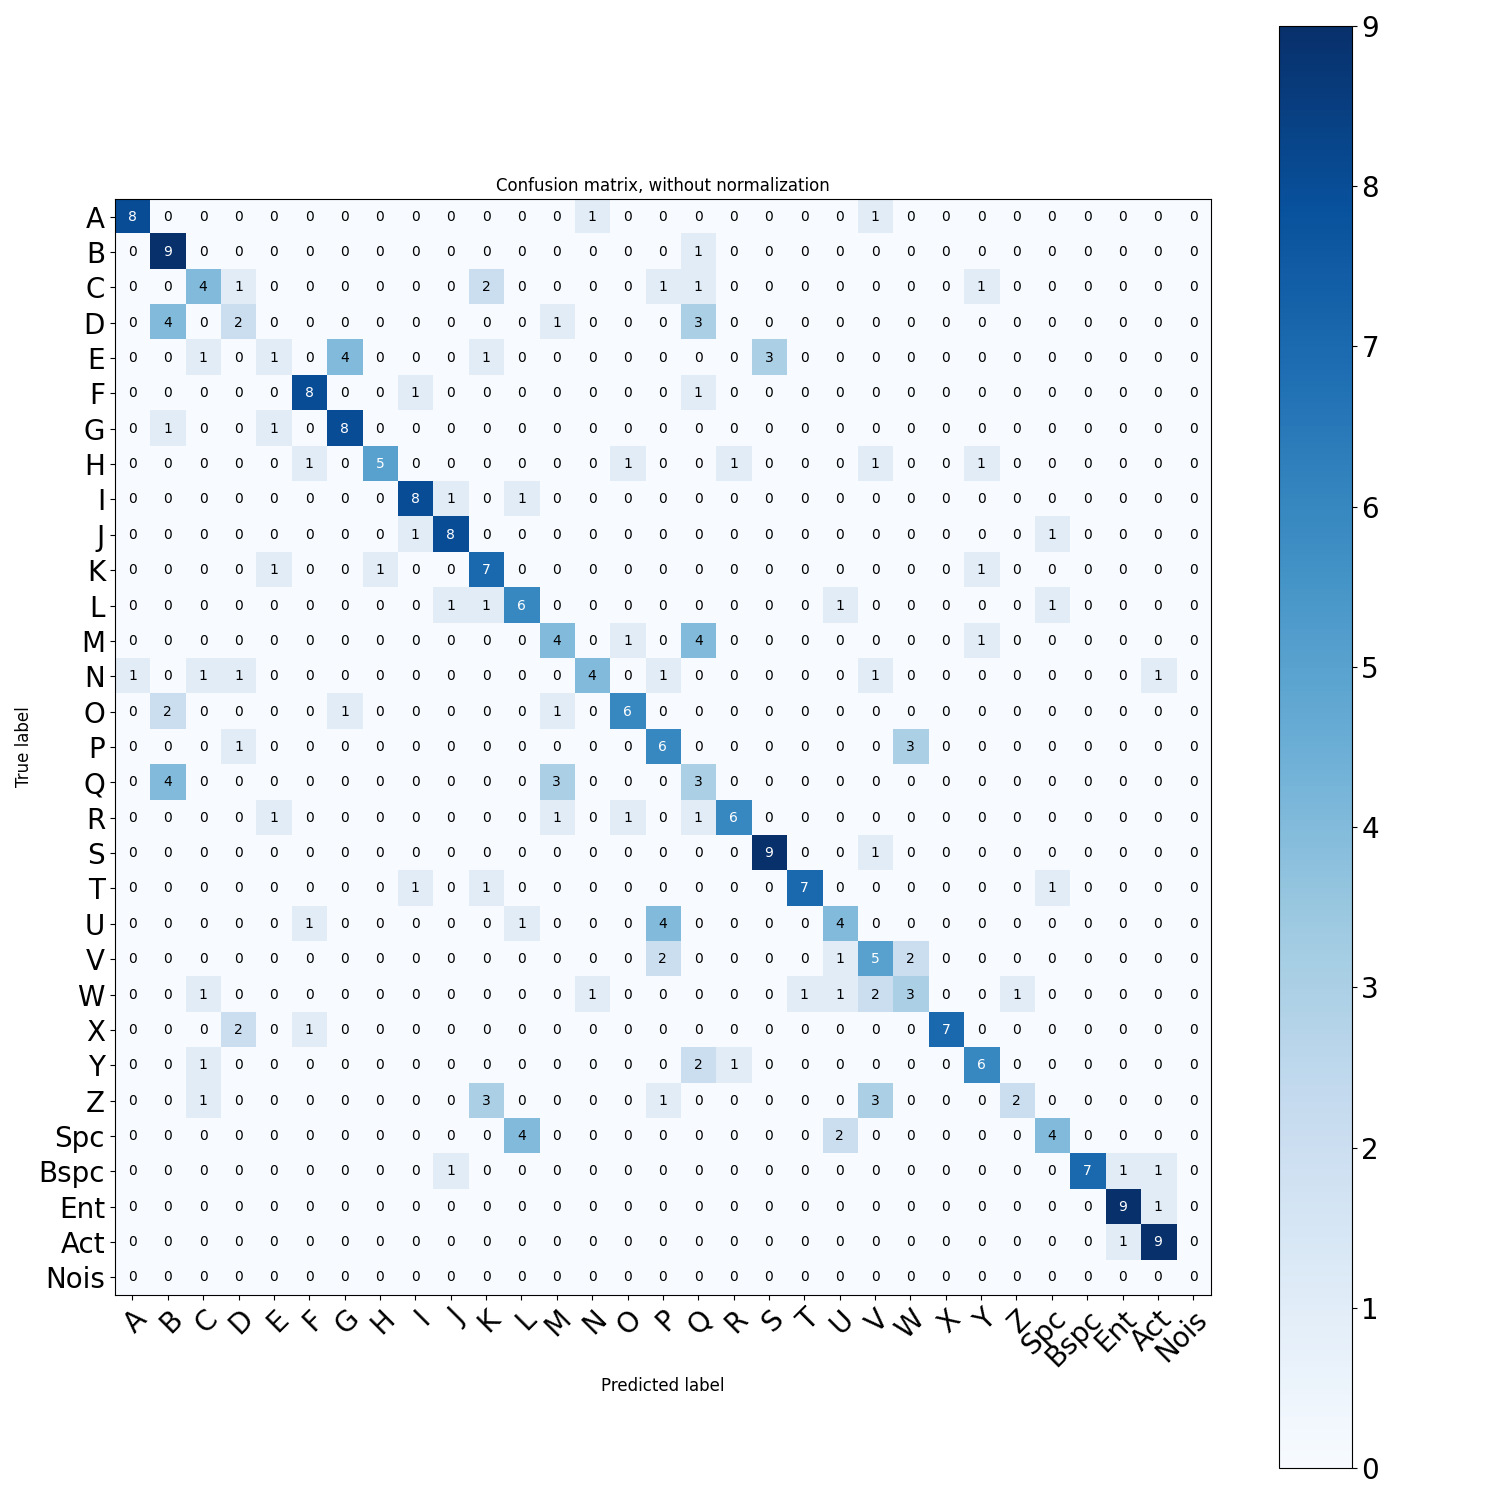 Confusion matrix, without normalization
A 8 0 0 0 0 0 0 0 0 0 0 0 0 1 0 0 0 0 0 0 0 1 0 0 0 0 0 0 0 0 0
B 0 9 0 0 0 0 0 0 0 0 0 0 0 0 0 0 1 0 0 0 0 0 0 0 0 0 0 0 0 0 0
C 0 0 4 1 0 0 0 0 0 0 2 0 0 0 0 1 1 0 0 0 0 0 0 0 1 0 0 0 0 0 0
D 0 4 0 2 0 0 0 0 0 0 0 0 1 0 0 0 3 0 0 0 0 0 0 0 0 0 0 0 0 0 0
E 0 0 1 0 1 0 4 0 0 0 1 0 0 0 0 0 0 0 3 0 0 0 0 0 0 0 0 0 0 0 0
F 0 0 0 0 0 8 0 0 1 0 0 0 0 0 0 0 1 0 0 0 0 0 0 0 0 0 0 0 0 0 0
G 0 1 0 0 1 0 8 0 0 0 0 0 0 0 0 0 0 0 0 0 0 0 0 0 0 0 0 0 0 0 0
H 0 0 0 0 0 1 0 5 0 0 0 0 0 0 1 0 0 1 0 0 0 1 0 0 1 0 0 0 0 0 0
I 0 0 0 0 0 0 0 0 8 1 0 1 0 0 0 0 0 0 0 0 0 0 0 0 0 0 0 0 0 0 0
J 0 0 0 0 0 0 0 0 1 8 0 0 0 0 0 0 0 0 0 0 0 0 0 0 0 0 1 0 0 0 0
K 0 0 0 0 1 0 0 1 0 0 7 0 0 0 0 0 0 0 0 0 0 0 0 0 1 0 0 0 0 0 0
L 0 0 0 0 0 0 0 0 0 1 1 6 0 0 0 0 0 0 0 0 1 0 0 0 0 0 1 0 0 0 0
M 0 0 0 0 0 0 0 0 0 0 0 0 4 0 1 0 4 0 0 0 0 0 0 0 1 0 0 0 0 0 0
N 1 0 1 1 0 0 0 0 0 0 0 0 0 4 0 1 0 0 0 0 0 1 0 0 0 0 0 0 0 1 0
O 0 2 0 0 0 0 1 0 0 0 0 0 1 0 6 0 0 0 0 0 0 0 0 0 0 0 0 0 0 0 0
P 0 0 0 1 0 0 0 0 0 0 0 0 0 0 0 6 0 0 0 0 0 0 3 0 0 0 0 0 0 0 0
Q 0 4 0 0 0 0 0 0 0 0 0 0 3 0 0 0 3 0 0 0 0 0 0 0 0 0 0 0 0 0 0
R 0 0 0 0 1 0 0 0 0 0 0 0 1 0 1 0 1 6 0 0 0 0 0 0 0 0 0 0 0 0 0
S 0 0 0 0 0 0 0 0 0 0 0 0 0 0 0 0 0 0 9 0 0 1 0 0 0 0 0 0 0 0 0
T 0 0 0 0 0 0 0 0 1 0 1 0 0 0 0 0 0 0 0 7 0 0 0 0 0 0 1 0 0 0 0
U 0 0 0 0 0 1 0 0 0 0 0 1 0 0 0 4 0 0 0 0 4 0 0 0 0 0 0 0 0 0 0
V 0 0 0 0 0 0 0 0 0 0 0 0 0 0 0 2 0 0 0 0 1 5 2 0 0 0 0 0 0 0 0
W 0 0 1 0 0 0 0 0 0 0 0 0 0 1 0 0 0 0 0 1 1 2 3 0 0 1 0 0 0 0 0
X 0 0 0 2 0 1 0 0 0 0 0 0 0 0 0 0 0 0 0 0 0 0 0 7 0 0 0 0 0 0 0
Y 0 0 1 0 0 0 0 0 0 0 0 0 0 0 0 0 2 1 0 0 0 0 0 0 6 0 0 0 0 0 0
Z 0 0 1 0 0 0 0 0 0 0 3 0 0 0 0 1 0 0 0 0 0 3 0 0 0 2 0 0 0 0 0
Spc 0 0 0 0 0 0 0 0 0 0 0 4 0 0 0 0 0 0 0 0 2 0 0 0 0 0 4 0 0 0 0
Bspc 0 0 0 0 0 0 0 0 0 1 0 0 0 0 0 0 0 0 0 0 0 0 0 0 0 0 0 7 1 1 0
Ent 0 0 0 0 0 0 0 0 0 0 0 0 0 0 0 0 0 0 0 0 0 0 0 0 0 0 0 0 9 1 0
Act 0 0 0 0 0 0 0 0 0 0 0 0 0 0 0 0 0 0 0 0 0 0 0 0 0 0 0 0 1 9 0
Nois 0 0 0 0 0 0 0 0 0 0 0 0 0 0 0 0 0 0 0 0 0 0 0 0 0 0 0 0 0 0 0
A B C D E F G H I J K L M N O P Q R S T U V W X Y Z Spc Bspc Ent Act Nois
Predicted label
True label
9
8
7
6
5
4
3
2
1
0